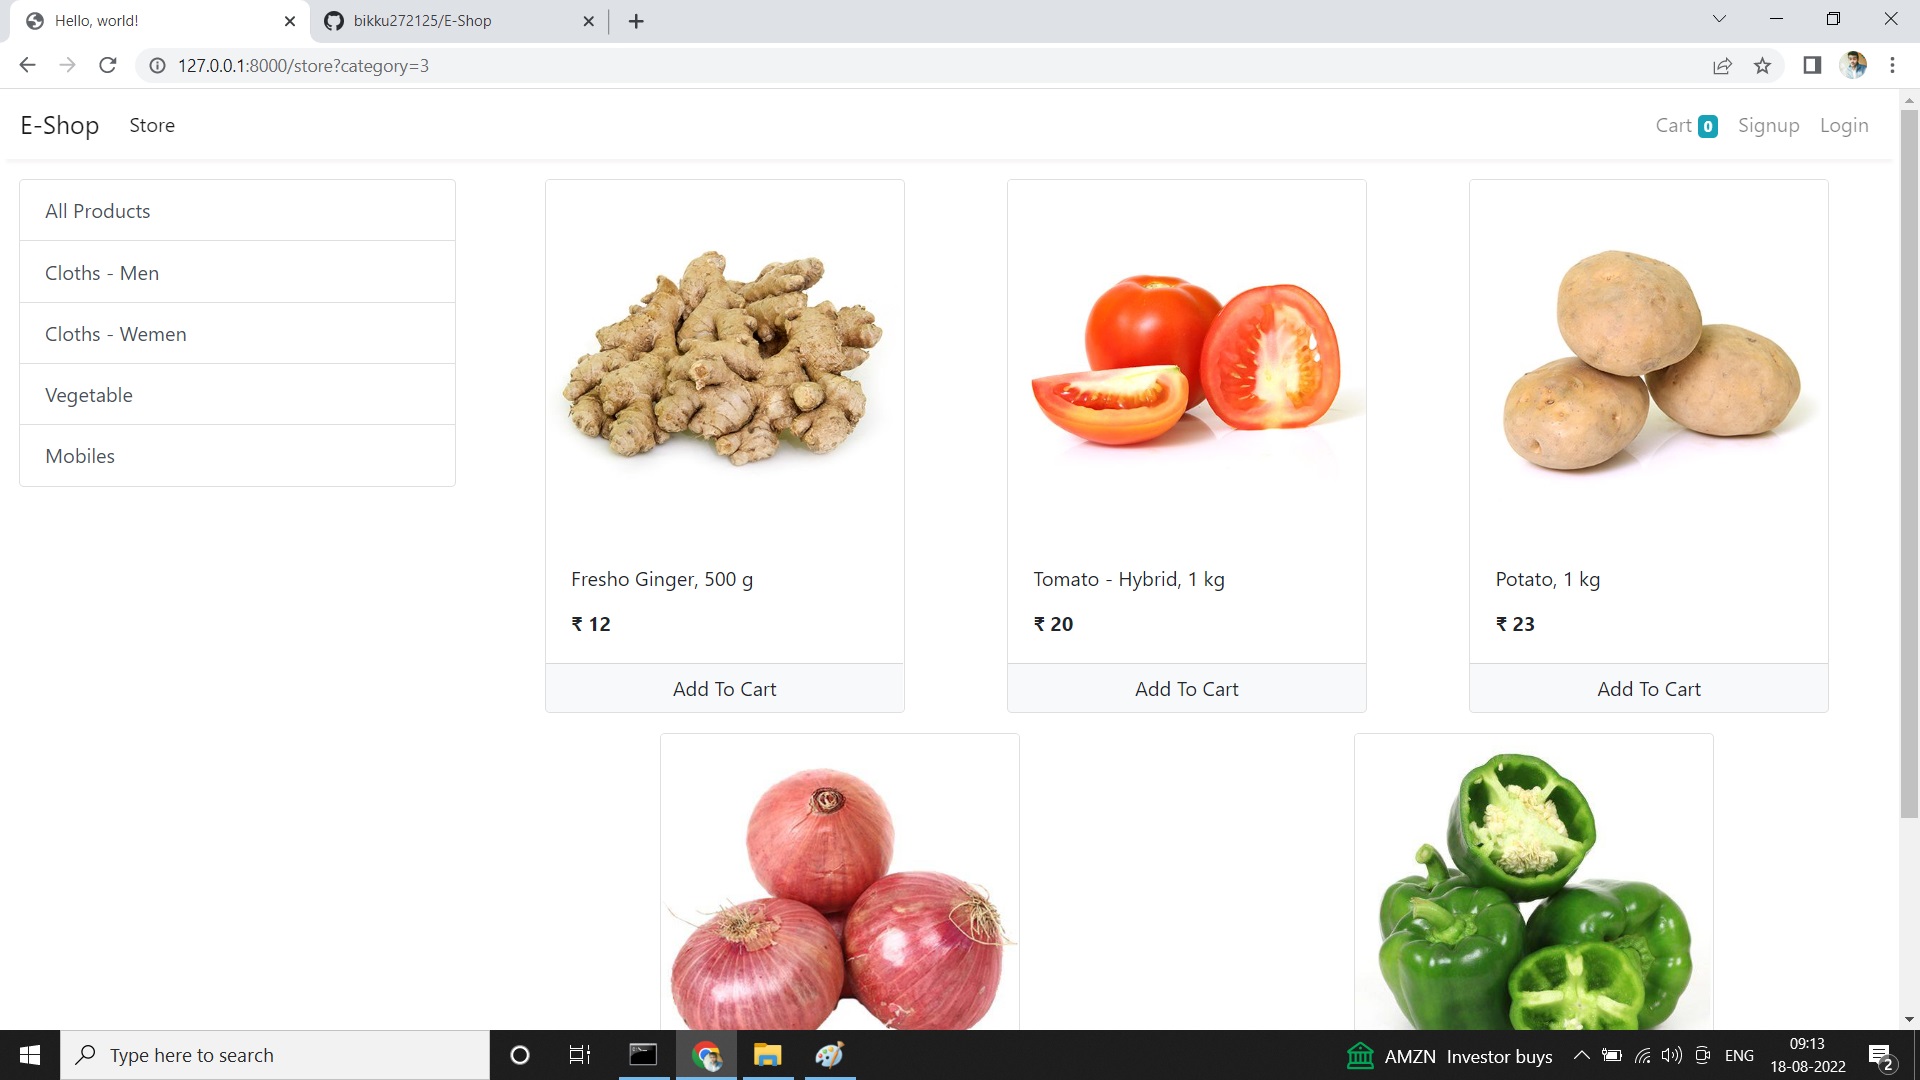 Hello, world!
bikku272125/E-Shop
127.0.0.1:8000/store?category=3
E-Shop Store Cart 0 Signup Login
All Products
Cloths - Men
Cloths - Wemen
Vegetable
Mobiles
Fresho Ginger, 500 g
₹ 12
Add To Cart
Tomato - Hybrid, 1 kg
₹ 20
Add To Cart
Potato, 1 kg
₹ 23
Add To Cart
Type here to search
AMZN Investor buys
ENG
09:13
18-08-2022
2